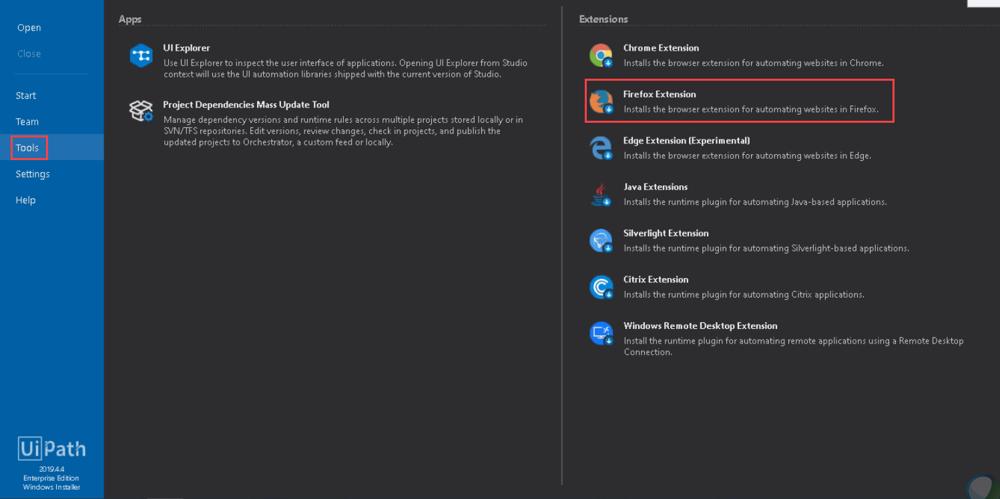 Open
Close
Start
Team
Tools
Settings
Help
UiPath
2019.4.4
Enterprise Edition
Windows Installer
Apps
UI Explorer
Use UI Explorer to inspect the user interface of applications. Opening UI Explorer from Studio
context will use the UI automation libraries shipped with the current version of Studio.
Project Dependencies Mass Update Tool
Manage dependency versions and runtime rules across multiple projects stored locally or in
SVN/TFS repositories. Edit versions, review changes, check in projects, and publish the
updated projects to Orchestrator, a custom feed or locally.
Extensions
Chrome Extension
Installs the browser extension for automating websites in Chrome.
Firefox Extension
Installs the browser extension for automating websites in Firefox.
Edge Extension (Experimental)
Installs the browser extension for automating websites in Edge.
Java Extensions
Installs the runtime plugin for automating Java-based applications.
Silverlight Extension
Installs the runtime plugin for automating Silverlight-based applications.
Citrix Extension
Installs the runtime plugin for automating Citrix applications.
Windows Remote Desktop Extension
Install the runtime plugin for automating remote applications using a Remote Desktop
Connection.